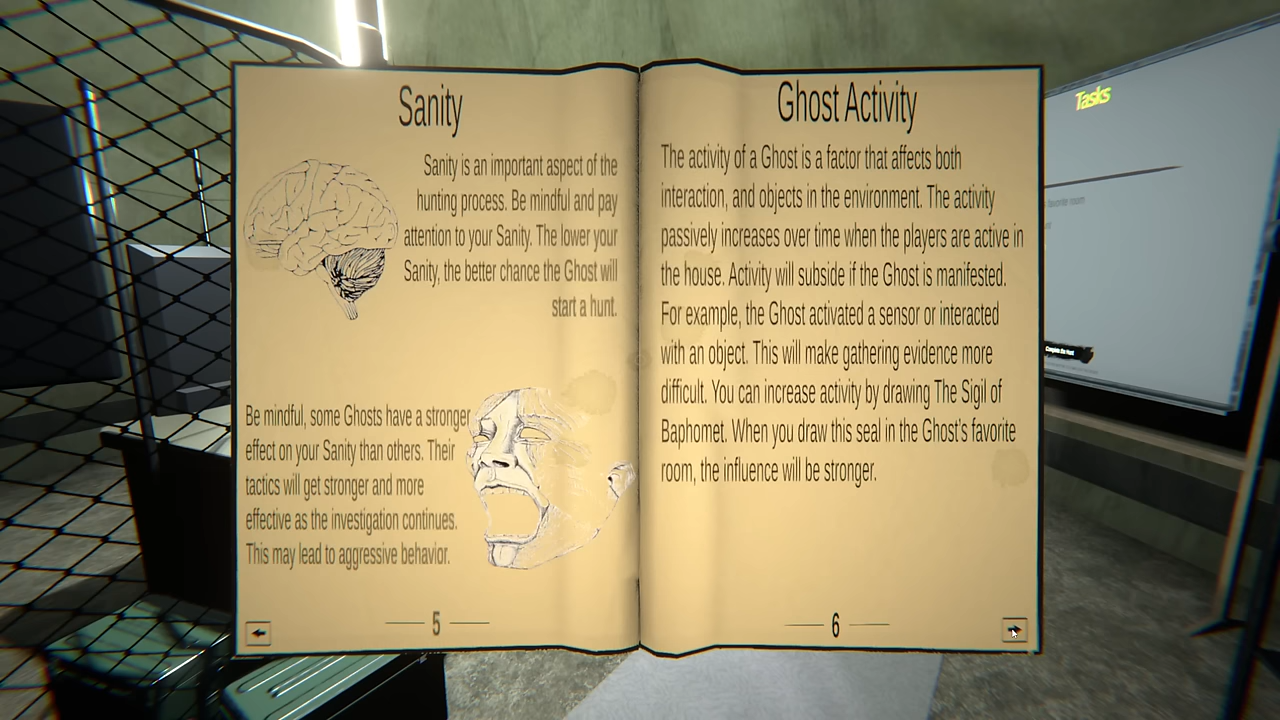 Sanity
Sanity is an important aspect of the
hunting process. Be mindful and pay
attention to your Sanity. The lower your
Sanity, the better chance the Ghost will
start a hunt.
Be mindful, some Ghosts have a stronger
effect on your Sanity than others. Their
tactics will get stronger and more
effective as the investigation continues.
This may lead to aggressive behavior.
5
Ghost Activity
The activity of a Ghost is a factor that affects both
interaction, and objects in the environment. The activity
passively increases over time when the players are active in
the house. Activity will subside if the Ghost is manifested.
For example, the Ghost activated a sensor or interacted
with an object. This will make gathering evidence more
difficult. You can increase activity by drawing The Sigil of
Baphomet. When you draw this seal in the Ghost's favorite
room, the influence will be stronger.
6
Tasks
favorite room
Complete the Hunt